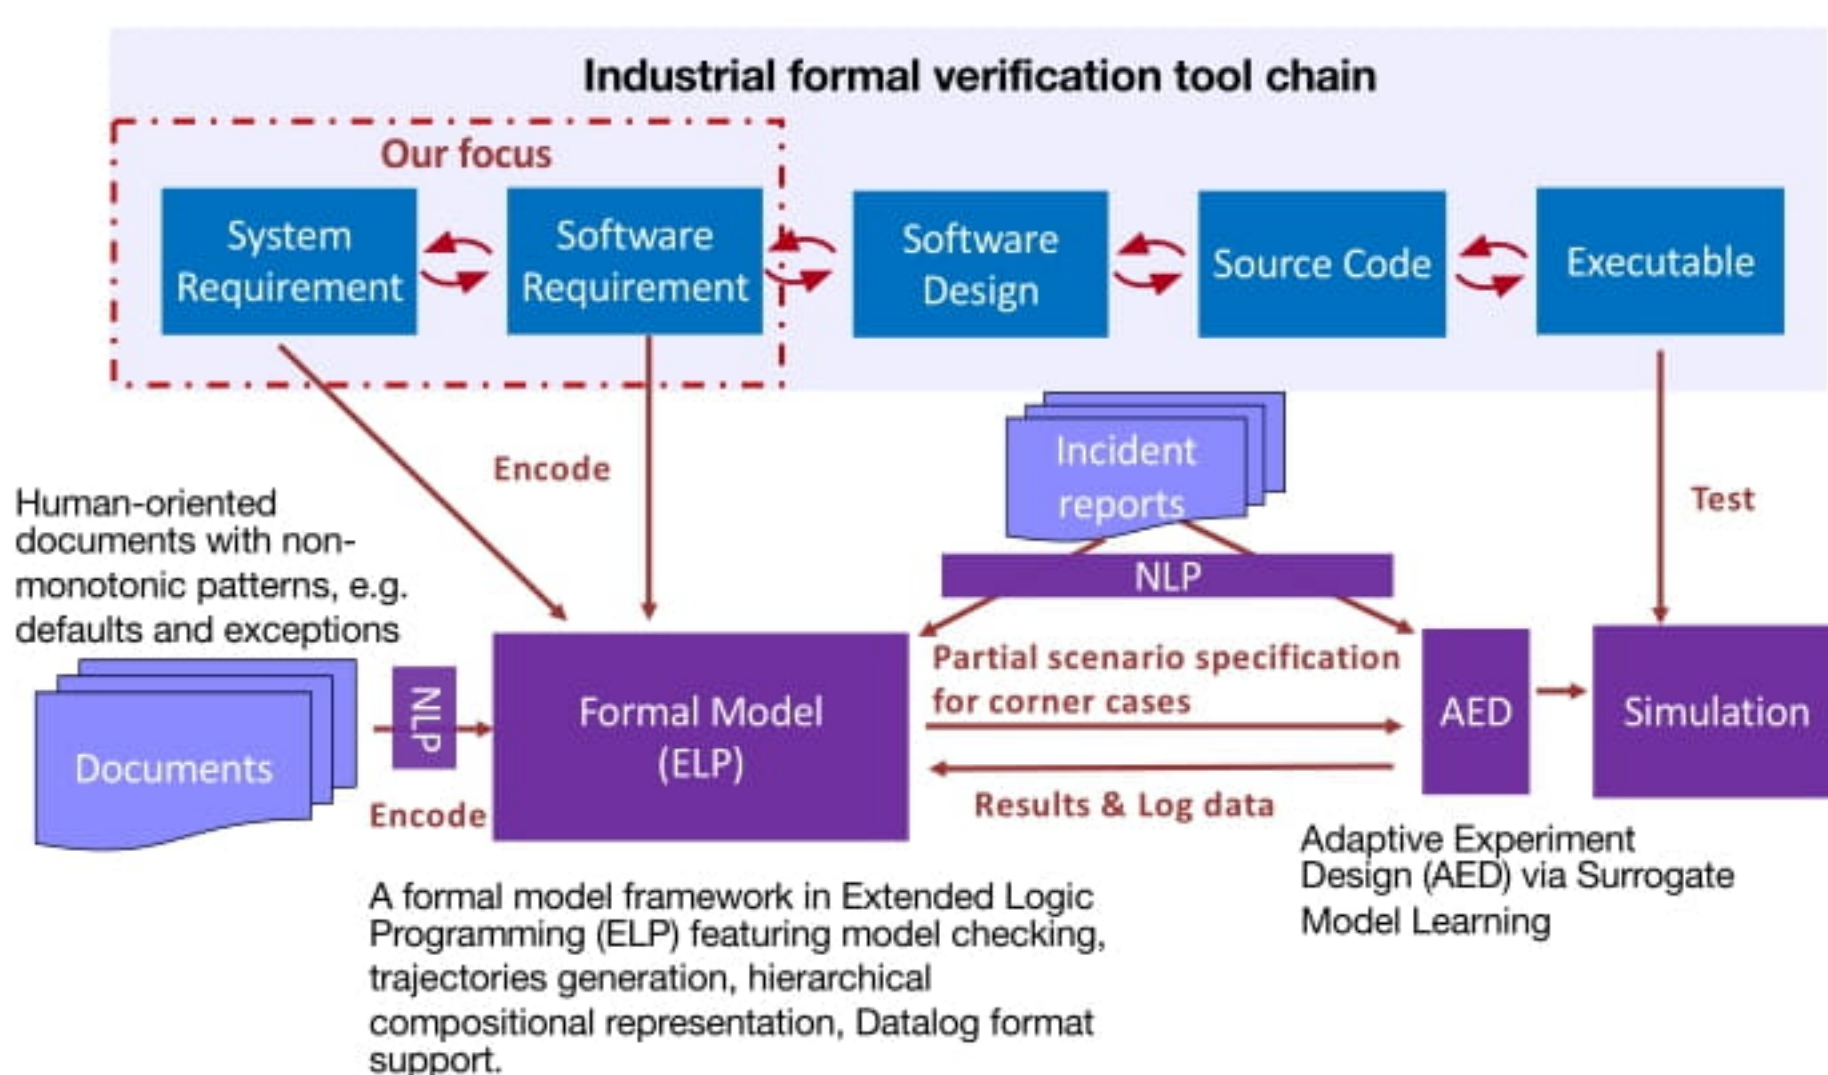 Industrial formal verification tool chain
Our focus
System
Requirement
Software
Requirement
Software
Design
Source Code
Executable
Encode
Incident
reports
Test
Human-oriented
documents with non-
monotonic patterns, e.g.
defaults and exceptions
NLP
Documents
NLP
Encode
Formal Model
(ELP)
Partial scenario specification
for corner cases
Results & Log data
AED
Simulation
Adaptive Experiment
Design (AED) via Surrogate
Model Learning
A formal model framework in Extended Logic
Programming (ELP) featuring model checking,
trajectories generation, hierarchical
compositional representation, Datalog format
support.